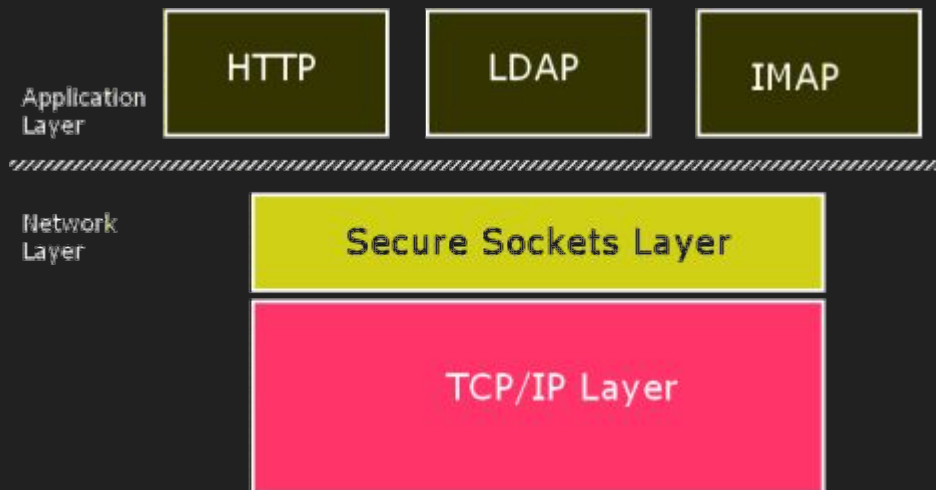 HTTP
LDAP
IMAP
Application
Layer
Network
Layer
Secure Sockets Layer
TCP/IP Layer